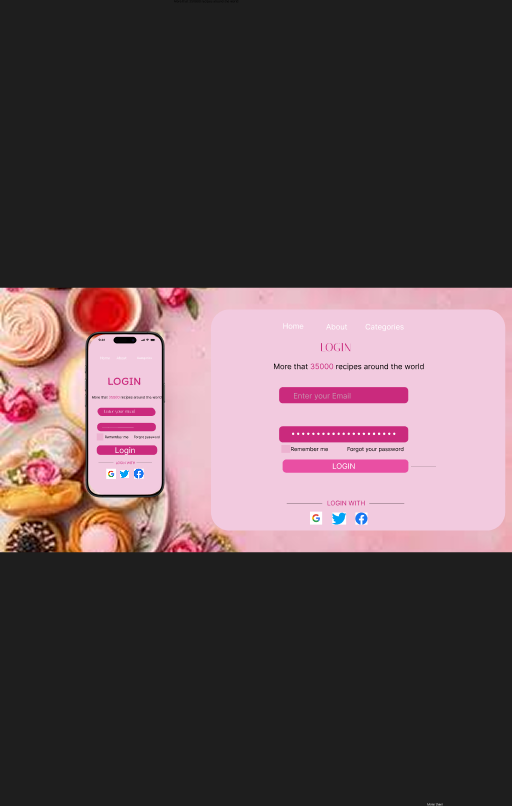 9:41
LOGIN
More that 35000 recipes around the world
Enter your Email
Remember me Forgot password
Login
LOGIN WITH
G
Home About Categories
LOGIN
More that 35000 recipes around the world
Enter your Email
Remember me Forgot your password
LOGIN
LOGIN WITH
G